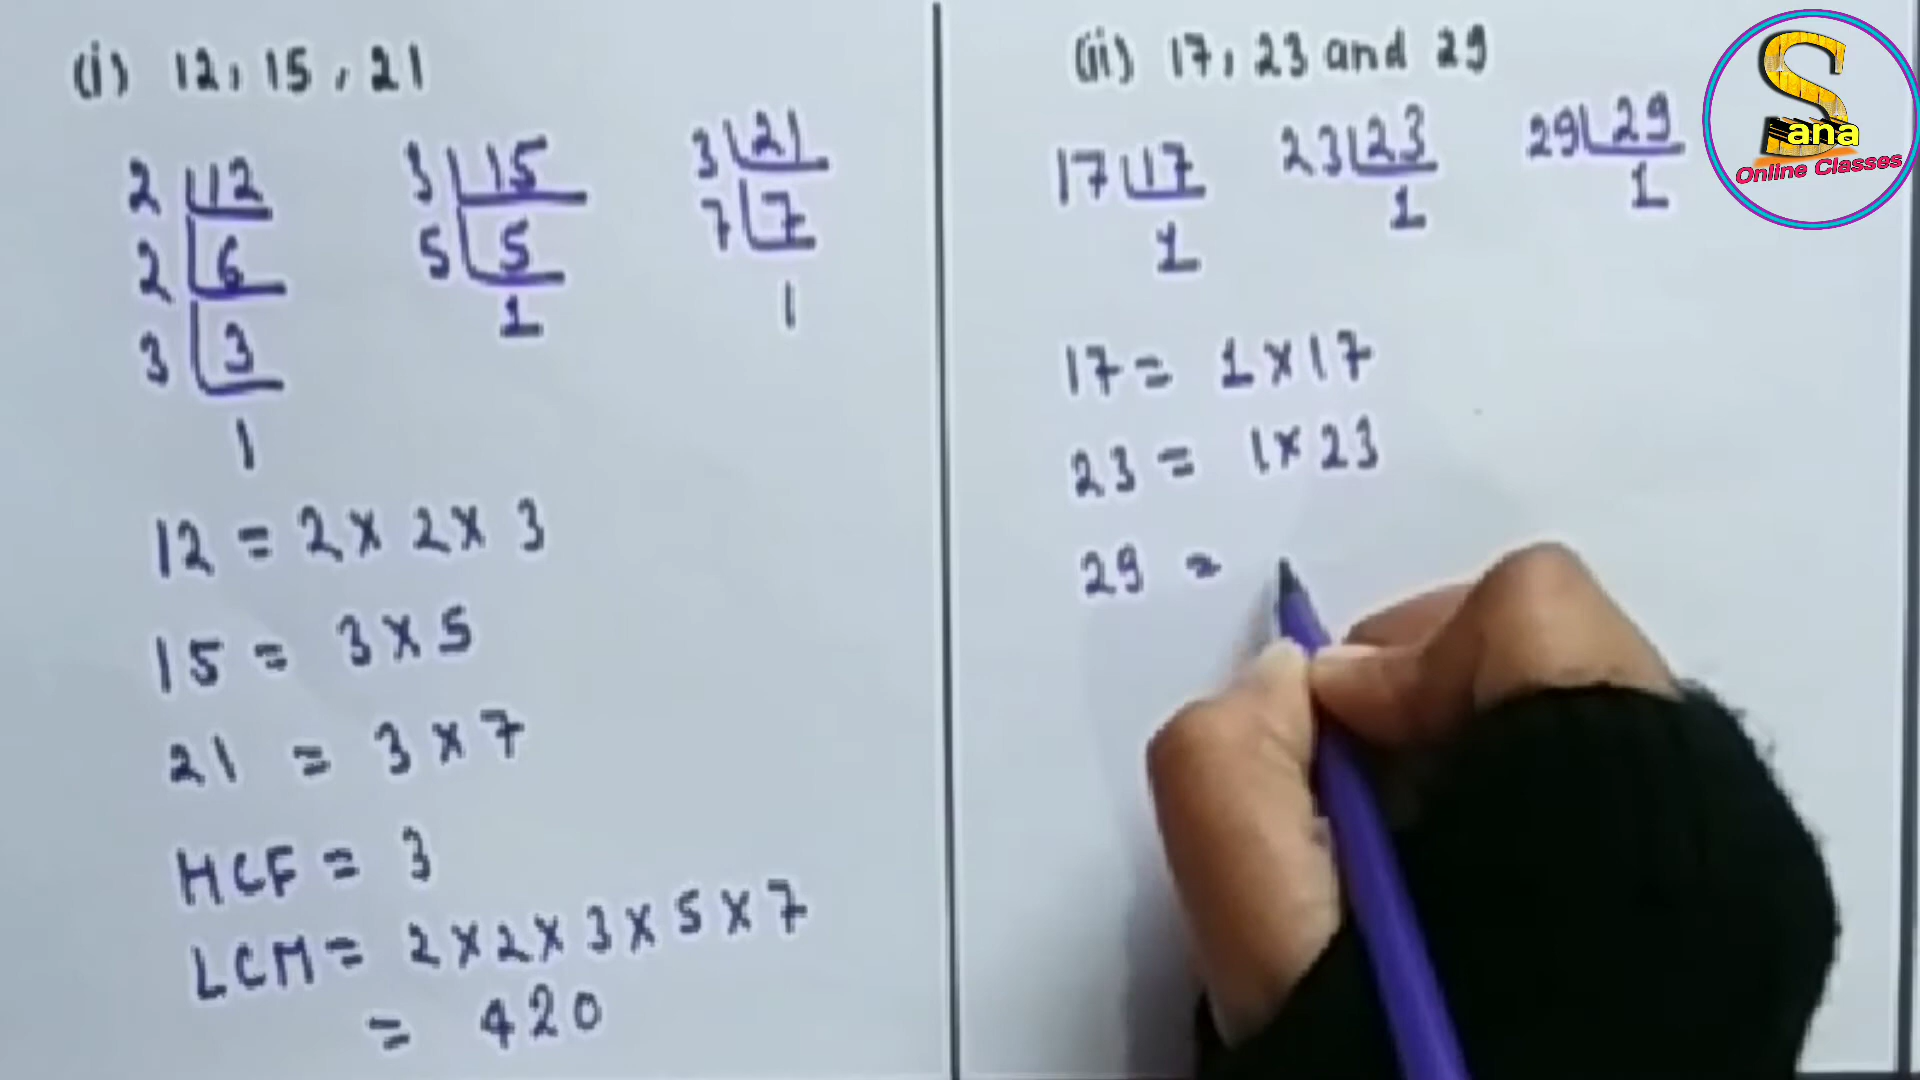 (i) 12, 15, 21
2 12
2 6
3 3
1
3 15
5 5
1
3 21
7 7
1
12 = 2 × 2 × 3
15 = 3 × 5
21 = 3 × 7
HCF = 3
LCM = 2 × 2 × 3 × 5 × 7
= 420
(ii) 17, 23 and 29
17 17
1
23 23
1
29 29
1
17 = 1 × 17
23 = 1 × 23
29 =
Sana
Online Classes